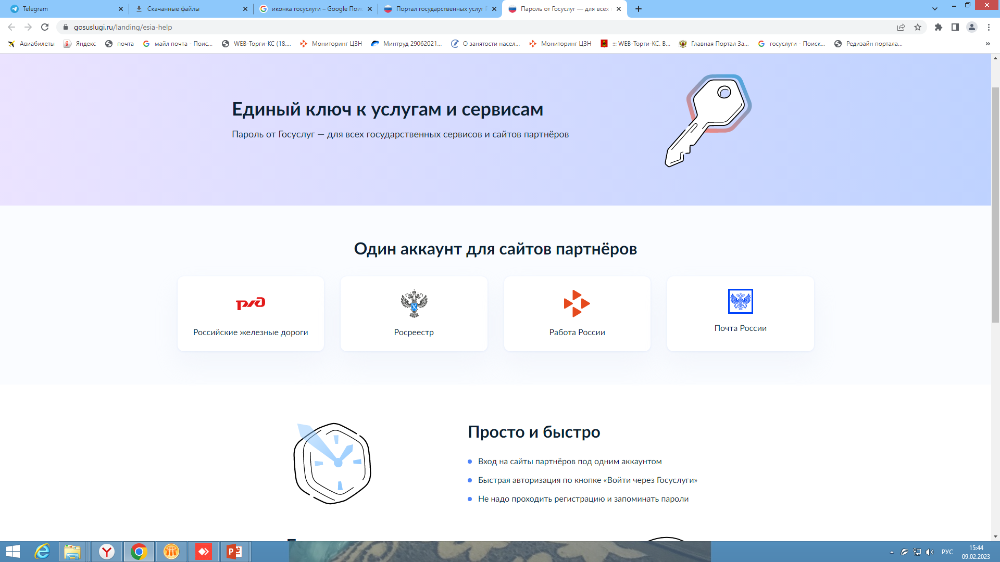 Telegram
Скачанные файлы
иконка госуслуги – Google Пои
Портал государственных услуг
Пароль от Госуслуг — для всех
gosuslugi.ru/landing/esia-help
Авиабилеты
Яндекс
почта
майл почта - Поис...
WEB-Торги-КС (18....
Мониторинг ЦЗН
Минтруд 29062021...
О занятости насел...
Мониторинг ЦЗН
::: WEB-Торги-КС. В...
Главная Портал За...
госуслуги - Поиск...
Редизайн портала...
»
Единый ключ к услугам и сервисам
Пароль от Госуслуг — для всех государственных сервисов и сайтов партнёров
Один аккаунт для сайтов партнёров
ржд
Российские железные дороги
Росреестр
Работа России
Почта России
Просто и быстро
Вход на сайты партнёров под одним аккаунтом
Быстрая авторизация по кнопке «Войти через Госуслуги»
Не надо проходить регистрацию и запоминать пароли
РУС
15:44
09.02.2023